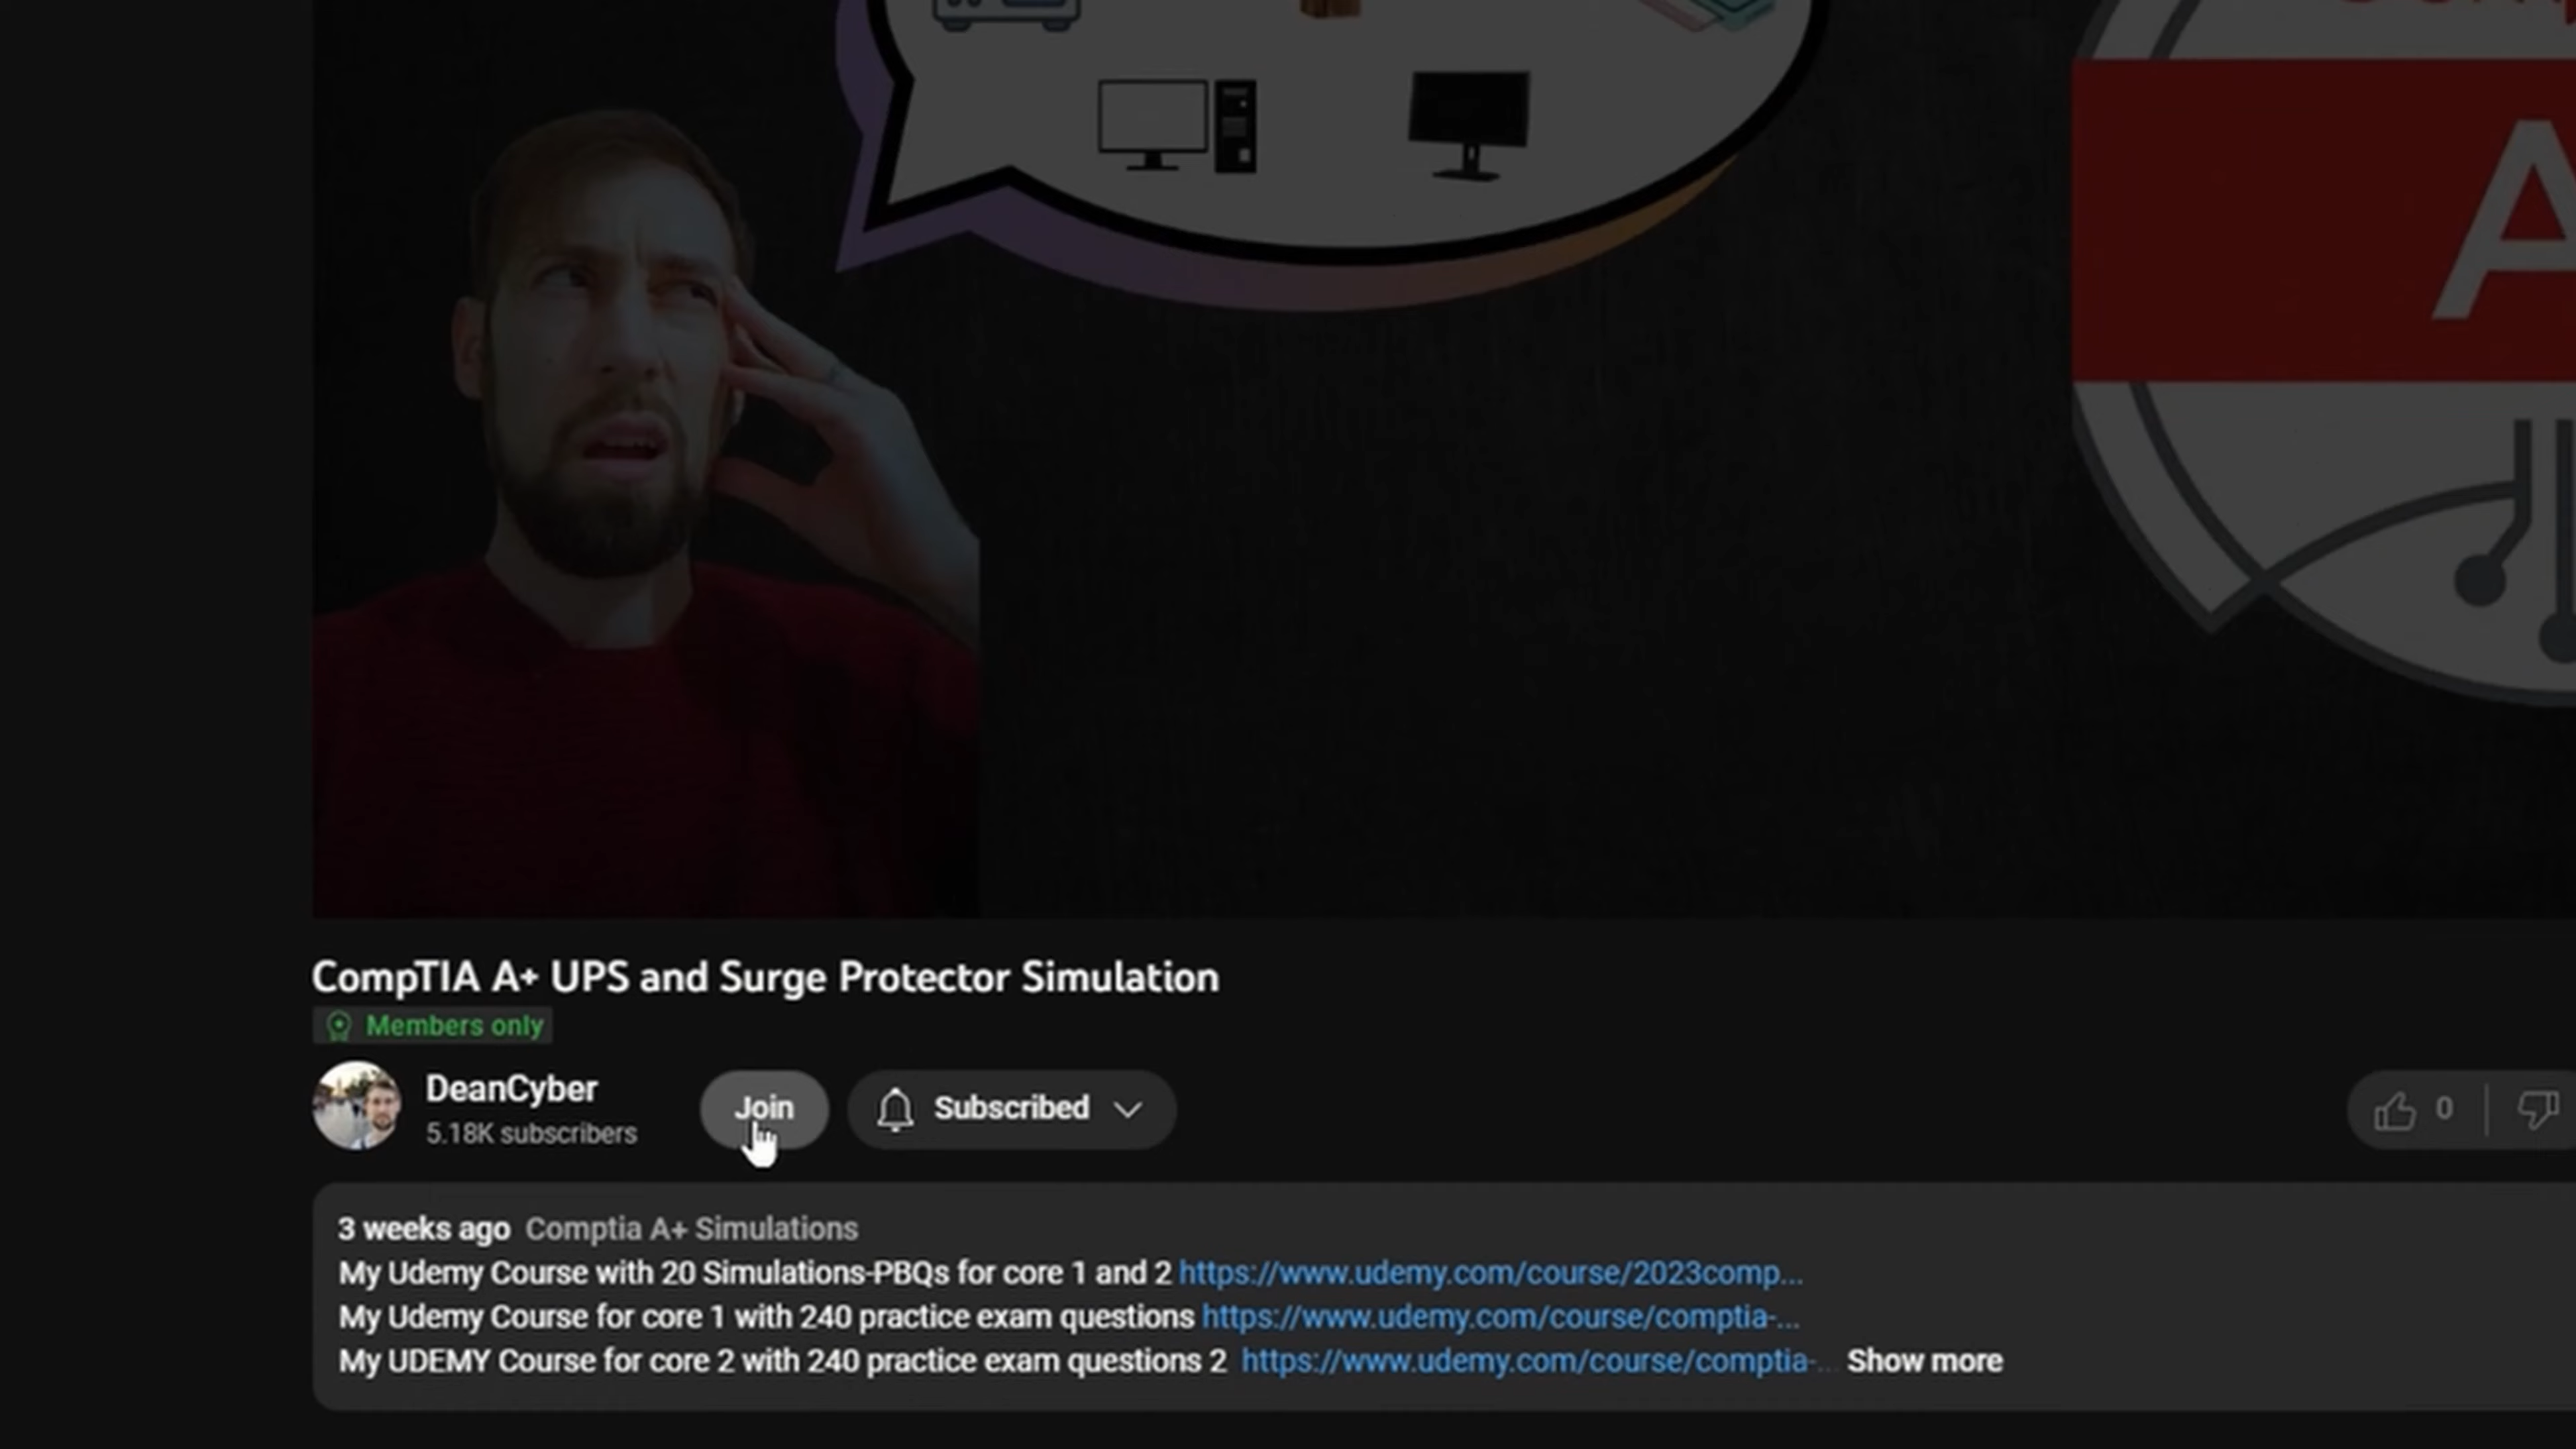 A
CompTIA A+ UPS and Surge Protector Simulation
Members only
DeanCyber
5.18K subscribers
Join
Subscribed
0
3 weeks ago Comptia A+ Simulations
My Udemy Course with 20 Simulations-PBQs for core 1 and 2 https://www.udemy.com/course/2023comp...
My Udemy Course for core 1 with 240 practice exam questions https://www.udemy.com/course/comptia-...
My UDEMY Course for core 2 with 240 practice exam questions 2 https://www.udemy.com/course/comptia-... Show more